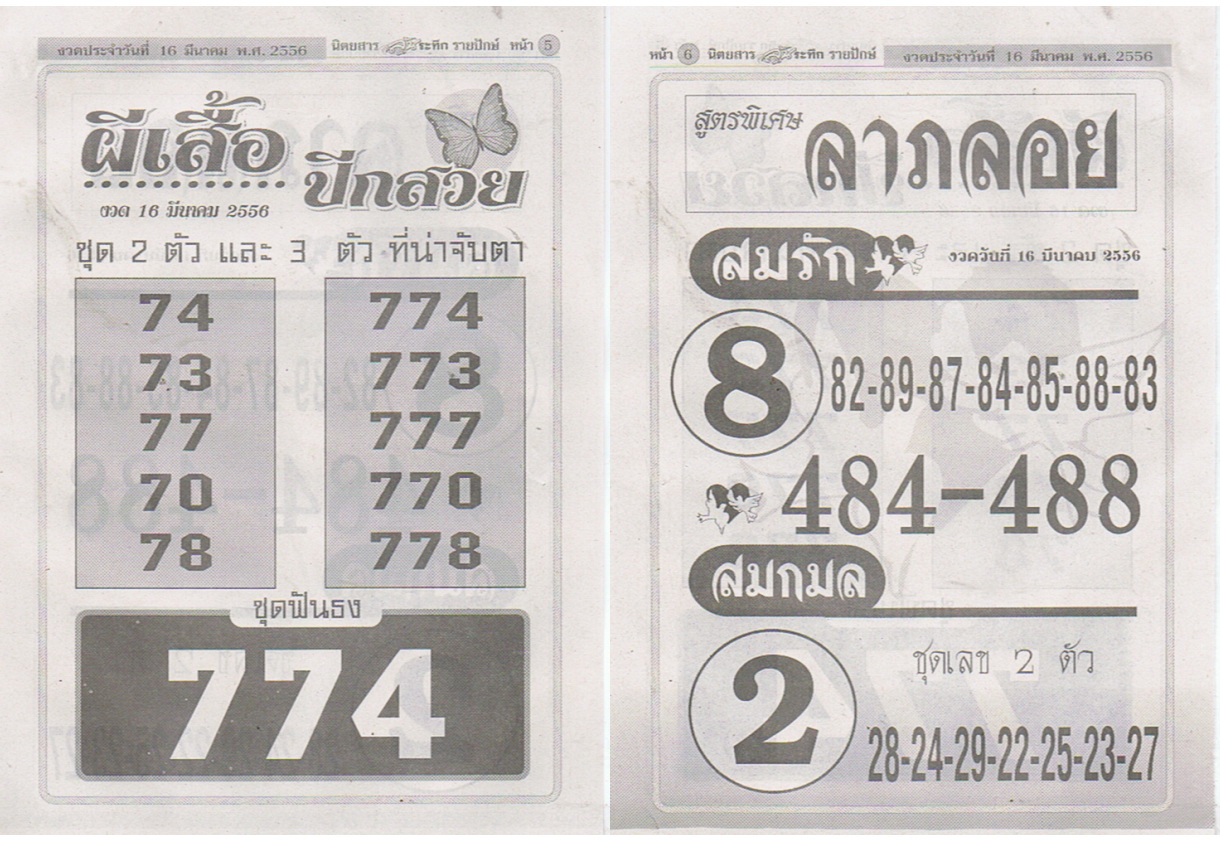 งวดประจำวันที่ 16 มีนาคม พ.ศ. 2556 นิตยสาร รายปักษ์ หน้า 5
ผีเสื้อ
ปีกสวย
งวด 16 มีนาคม 2556
ชุด 2 ตัว และ 3 ตัว ที่น่าจับตา
74 774
73 773
77 777
70 770
78 778
ชุดฟันธง
774
หน้า 6 นิตยสาร รายปักษ์ งวดประจำวันที่ 16 มีนาคม พ.ศ. 2556
สูตรพิเศษ ลาภลอย
สมรัก งวดวันที่ 16 มีนาคม 2556
8 82-89-87-84-85-88-83
484-488
สมกมล
ชุดเลข 2 ตัว
2 28-24-29-22-25-23-27